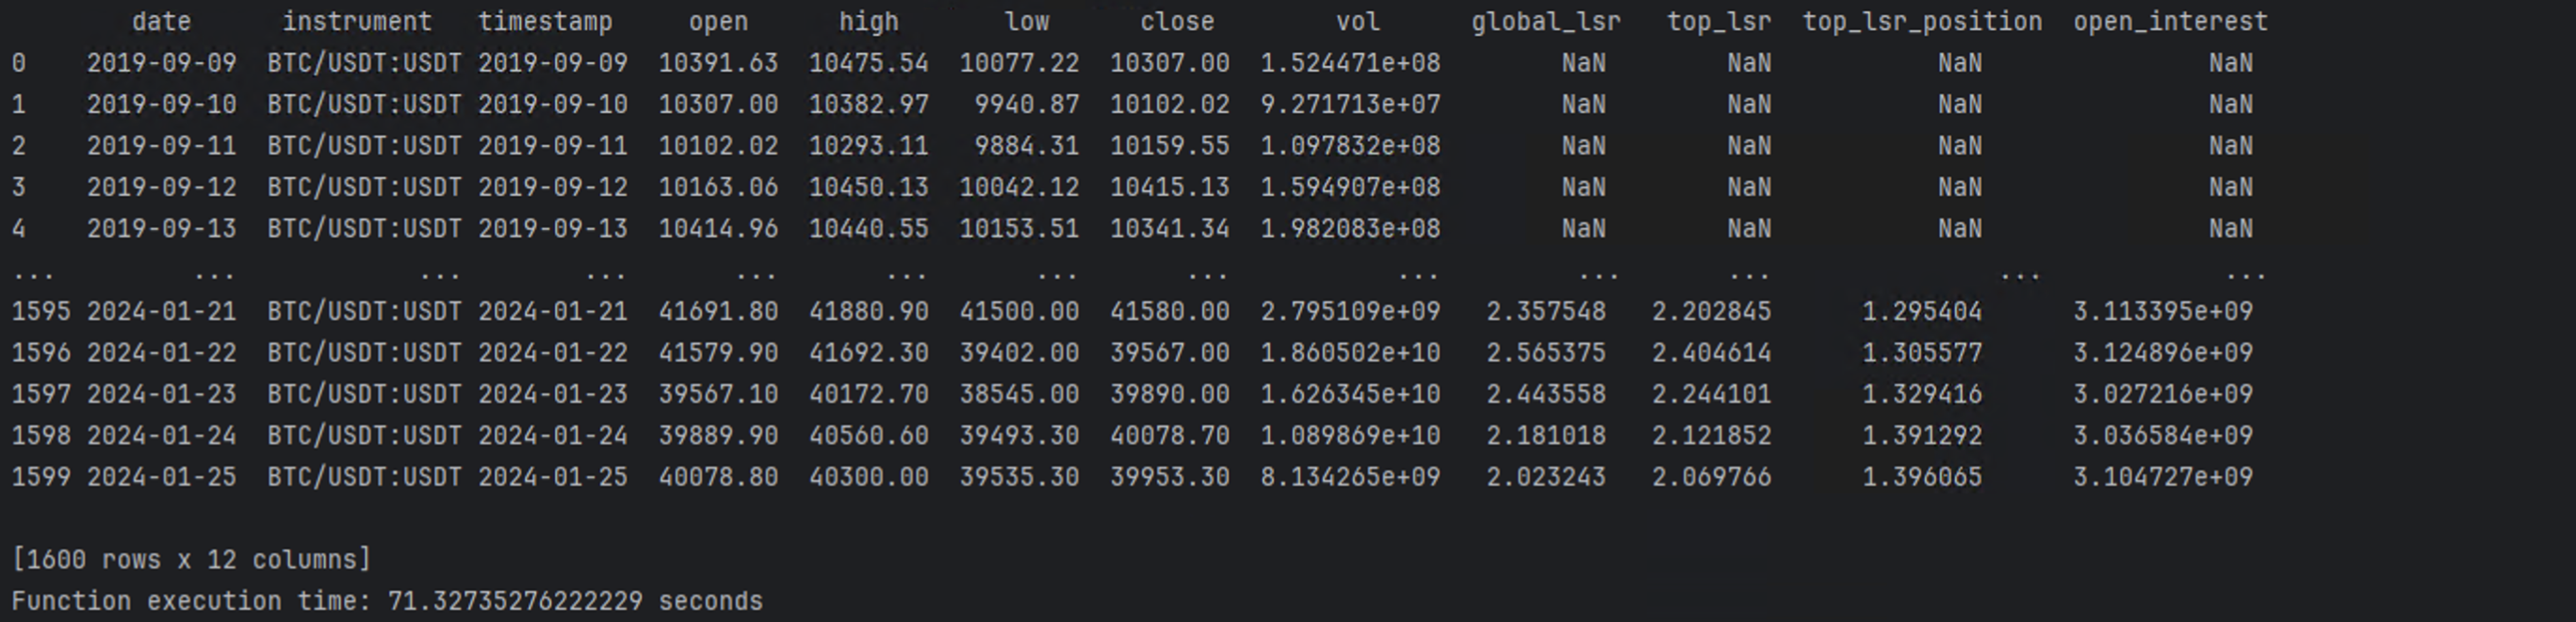 date instrument timestamp open high low close vol global_lsr top_lsr top_lsr_position open_interest
0 2019-09-09 BTC/USDT:USDT 2019-09-09 10391.63 10475.54 10077.22 10307.00 1.524471e+08 NaN NaN NaN NaN
1 2019-09-10 BTC/USDT:USDT 2019-09-10 10307.00 10382.97 9940.87 10102.02 9.271713e+07 NaN NaN NaN NaN
2 2019-09-11 BTC/USDT:USDT 2019-09-11 10102.02 10293.11 9884.31 10159.55 1.097832e+08 NaN NaN NaN NaN
3 2019-09-12 BTC/USDT:USDT 2019-09-12 10163.06 10450.13 10042.12 10415.13 1.594907e+08 NaN NaN NaN NaN
4 2019-09-13 BTC/USDT:USDT 2019-09-13 10414.96 10440.55 10153.51 10341.34 1.982083e+08 NaN NaN NaN NaN
... ... ... ... ... ... ... ... ... ... ... ... ...
1595 2024-01-21 BTC/USDT:USDT 2024-01-21 41691.80 41880.90 41500.00 41580.00 2.795109e+09 2.357548 2.202845 1.295404 3.113395e+09
1596 2024-01-22 BTC/USDT:USDT 2024-01-22 41579.90 41692.30 39402.00 39567.00 1.860502e+10 2.565375 2.404614 1.305577 3.124896e+09
1597 2024-01-23 BTC/USDT:USDT 2024-01-23 39567.10 40172.70 38545.00 39890.00 1.626345e+10 2.443558 2.244101 1.329416 3.027216e+09
1598 2024-01-24 BTC/USDT:USDT 2024-01-24 39889.90 40560.60 39493.30 40078.70 1.089869e+10 2.181018 2.121852 1.391292 3.036584e+09
1599 2024-01-25 BTC/USDT:USDT 2024-01-25 40078.80 40300.00 39535.30 39953.30 8.134265e+09 2.023243 2.069766 1.396065 3.104727e+09
[1600 rows x 12 columns]
Function execution time: 71.32735276222229 seconds